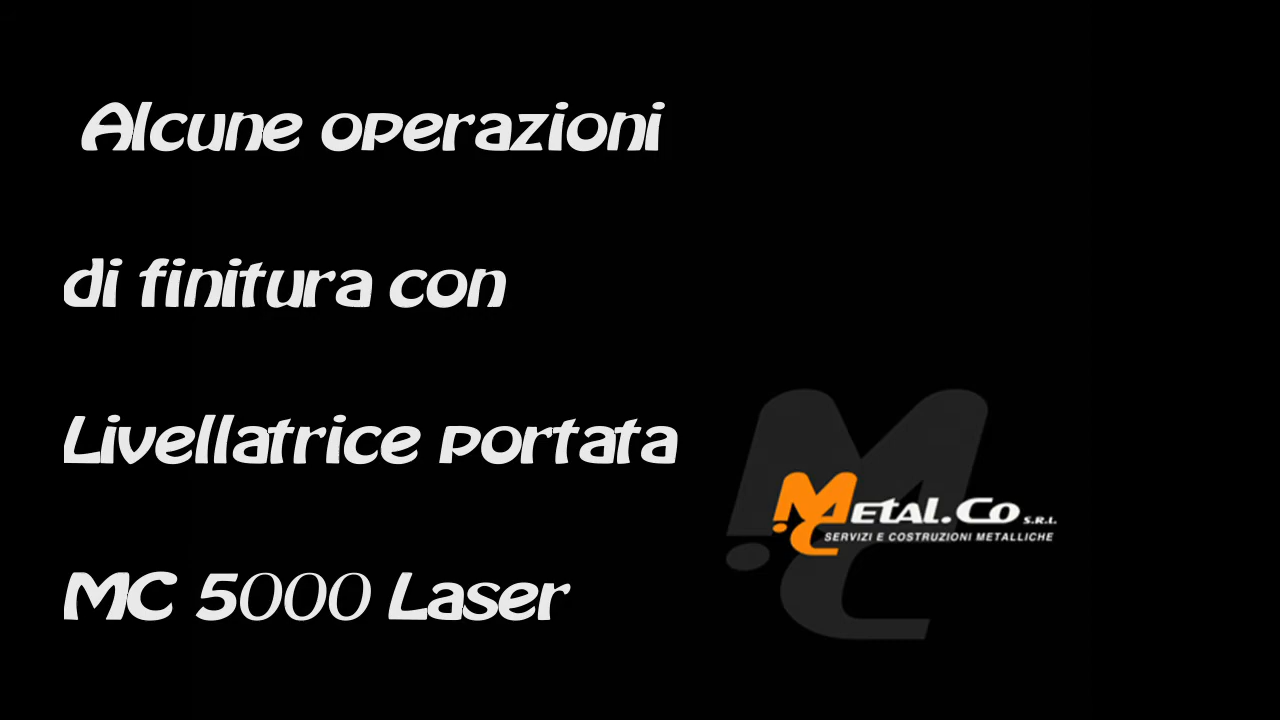 Alcune operazioni
di finitura con
Livellatrice portata
MC 5000 Laser
METAL.CO S.R.L.
SERVIZI E COSTRUZIONI METALLICHE